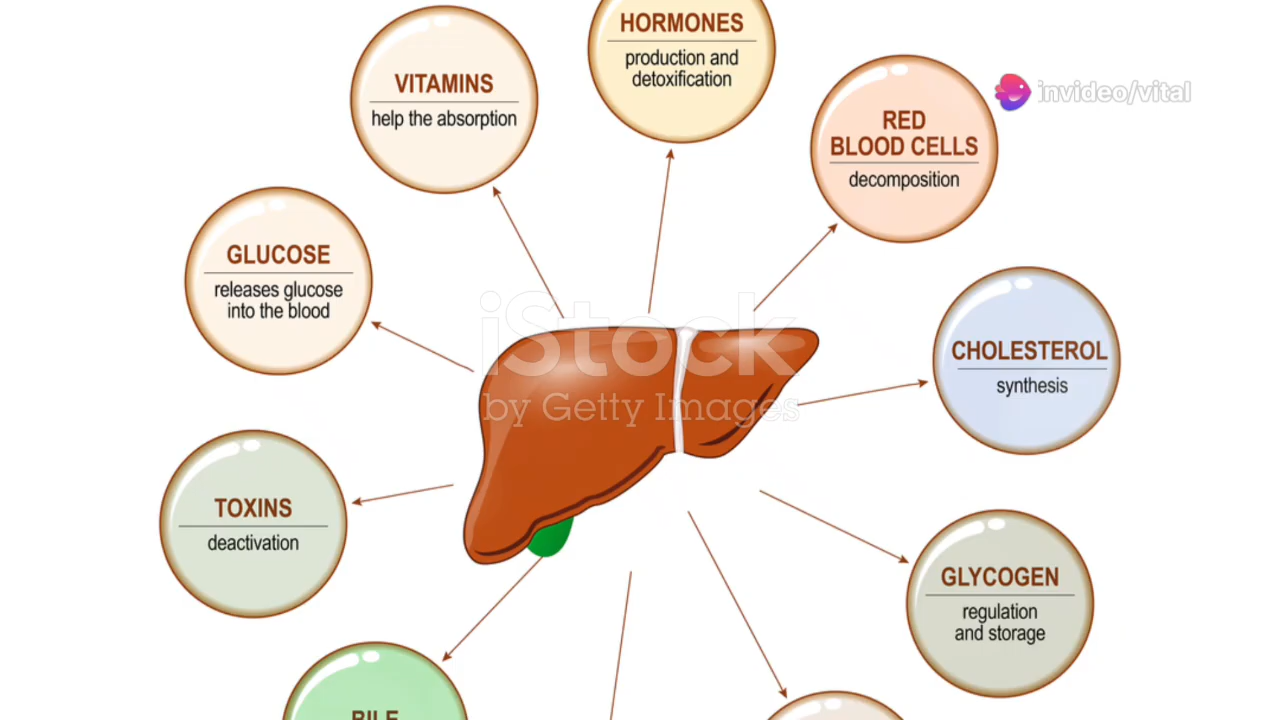 HORMONES
production and
detoxification
VITAMINS
help the absorption
RED
BLOOD CELLS
decomposition
invideo/vital
GLUCOSE
releases glucose
into the blood
CHOLESTEROL
synthesis
iStock
by Getty Images
TOXINS
deactivation
GLYCOGEN
regulation
and storage
BILE